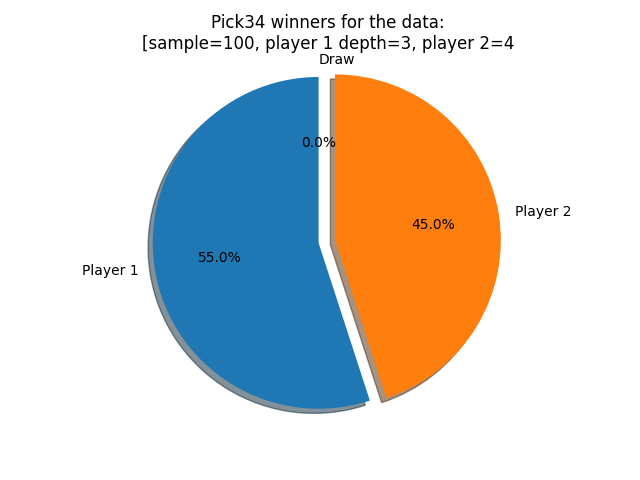 Pick34 winners for the data:
[sample=100, player 1 depth=3, player 2=4
Draw
0.0%
Player 2
45.0%
55.0%
Player 1